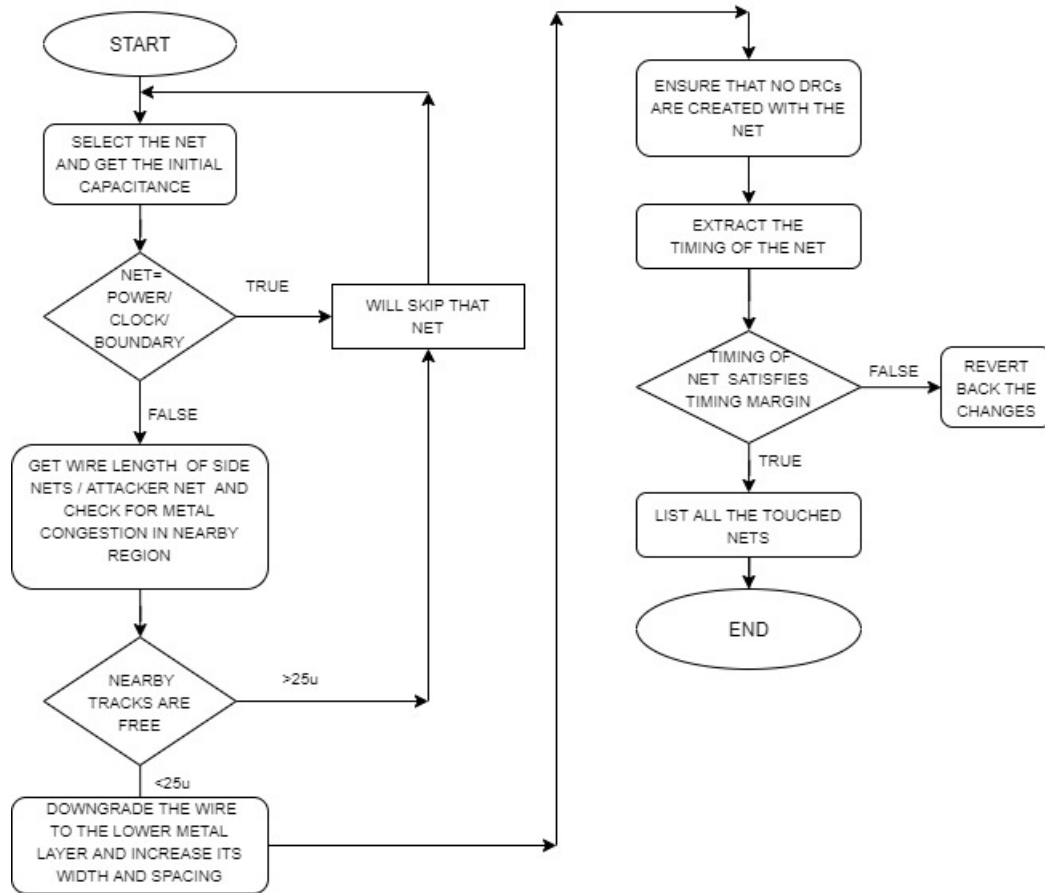 START
SELECT THE NET
AND GET THE INITIAL
CAPACITANCE
NET=
POWER/
CLOCK/
BOUNDARY
TRUE
WILL SKIP THAT
NET
FALSE
GET WIRE LENGTH OF SIDE
NETS / ATTACKER NET AND
CHECK FOR METAL
CONGESTION IN NEARBY
REGION
NEARBY
TRACKS ARE
FREE
>25u
<25u
DOWNGRADE THE WIRE
TO THE LOWER METAL
LAYER AND INCREASE ITS
WIDTH AND SPACING
ENSURE THAT NO DRCs
ARE CREATED WITH THE
NET
EXTRACT THE
TIMING OF THE NET
TIMING OF
NET SATISFIES
TIMING MARGIN
FALSE
REVERT
BACK THE
CHANGES
TRUE
LIST ALL THE TOUCHED
NETS
END